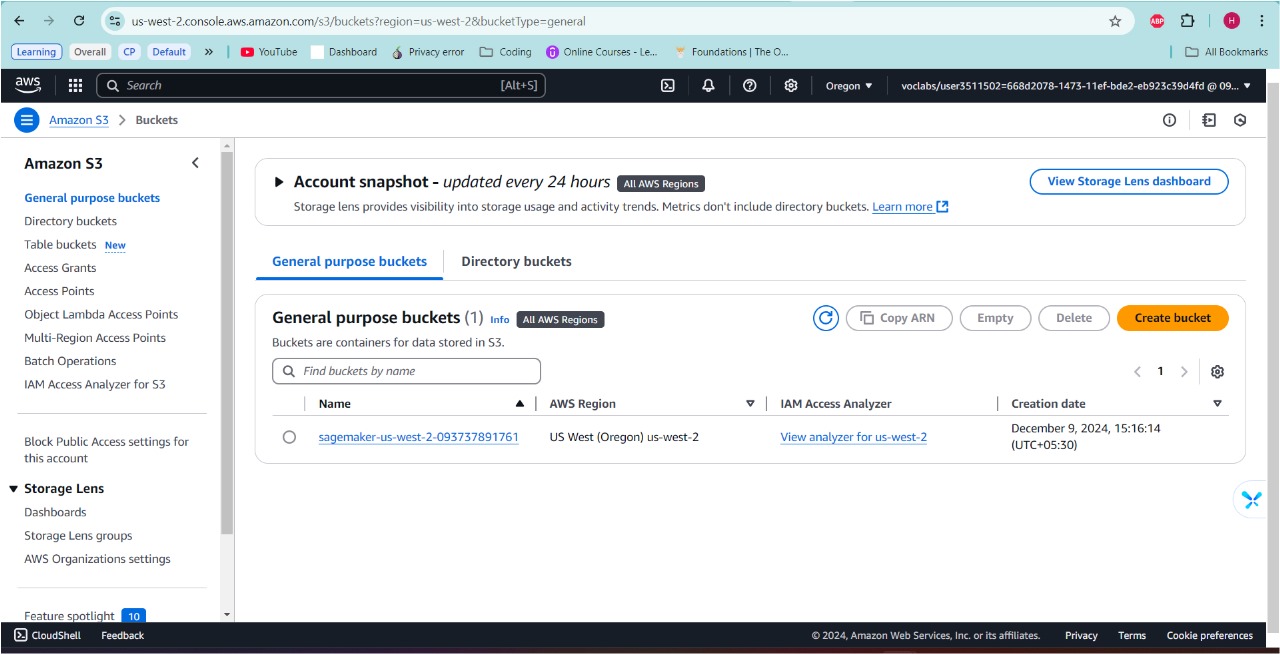 us-west-2.console.aws.amazon.com/s3/buckets?region=us-west-2&bucketType=general
ABP
H
Learning Overall CP Default » YouTube Dashboard Privacy error Coding Online Courses - Le... Foundations | The O... All Bookmarks
aws Search [Alt+S] Oregon ▼ voclabs/user3511502=668d2078-1473-11ef-bde2-eb923c39d4fd @ 09... ▼
Amazon S3 > Buckets
Amazon S3
General purpose buckets
Directory buckets
Table buckets New
Access Grants
Access Points
Object Lambda Access Points
Multi-Region Access Points
Batch Operations
IAM Access Analyzer for S3
Block Public Access settings for
this account
Storage Lens
Dashboards
Storage Lens groups
AWS Organizations settings
Feature spotlight 10
Account snapshot - updated every 24 hours All AWS Regions
View Storage Lens dashboard
Storage lens provides visibility into storage usage and activity trends. Metrics don't include directory buckets. Learn more
General purpose buckets Directory buckets
General purpose buckets (1) Info All AWS Regions
Copy ARN Empty Delete Create bucket
Buckets are containers for data stored in S3.
Find buckets by name
< 1 >
Name AWS Region IAM Access Analyzer Creation date
sagemaker-us-west-2-093737891761 US West (Oregon) us-west-2 View analyzer for us-west-2 December 9, 2024, 15:16:14
(UTC+05:30)
CloudShell Feedback © 2024, Amazon Web Services, Inc. or its affiliates. Privacy Terms Cookie preferences